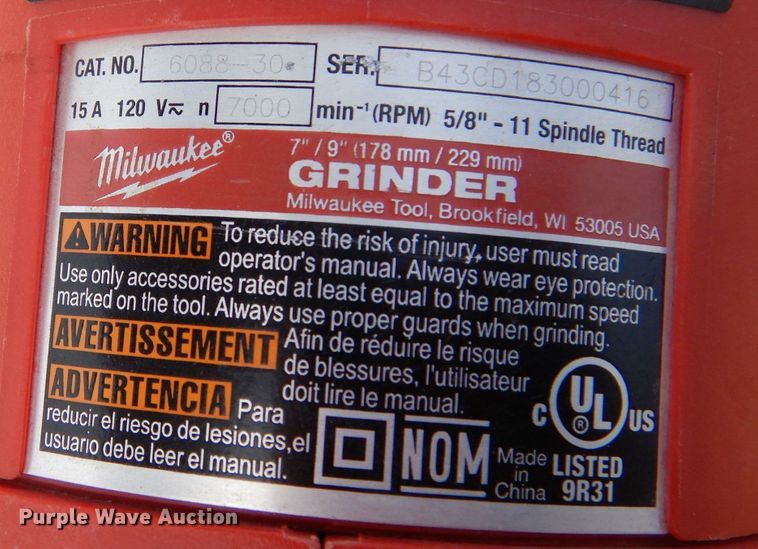 CAT. NO. 6088-30 SER. B43CD183000416
15 A 120 V n 7000 min⁻¹ (RPM) 5/8" - 11 Spindle Thread
Milwaukee®
7" / 9" (178 mm / 229 mm)
GRINDER
Milwaukee Tool, Brookfield, WI 53005 USA
WARNING To reduce the risk of injury, user must read
operator's manual. Always wear eye protection.
Use only accessories rated at least equal to the maximum speed
marked on the tool. Always use proper guards when grinding.
AVERTISSEMENT Afin de réduire le risque
de blessures, l'utilisateur
doit lire le manual.
ADVERTENCIA Para
reducir el riesgo de lesiones,el
usuario debe leer el manual.
NOM
C UL ® US
LISTED
9R31
Made
in
China
Purple Wave Auction